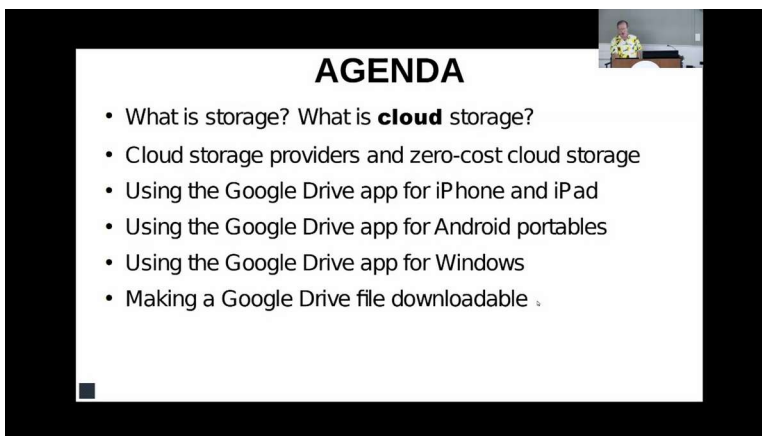 AGENDA
• What is storage? What is cloud storage?
• Cloud storage providers and zero-cost cloud storage
• Using the Google Drive app for iPhone and iPad
• Using the Google Drive app for Android portables
• Using the Google Drive app for Windows
• Making a Google Drive file downloadable